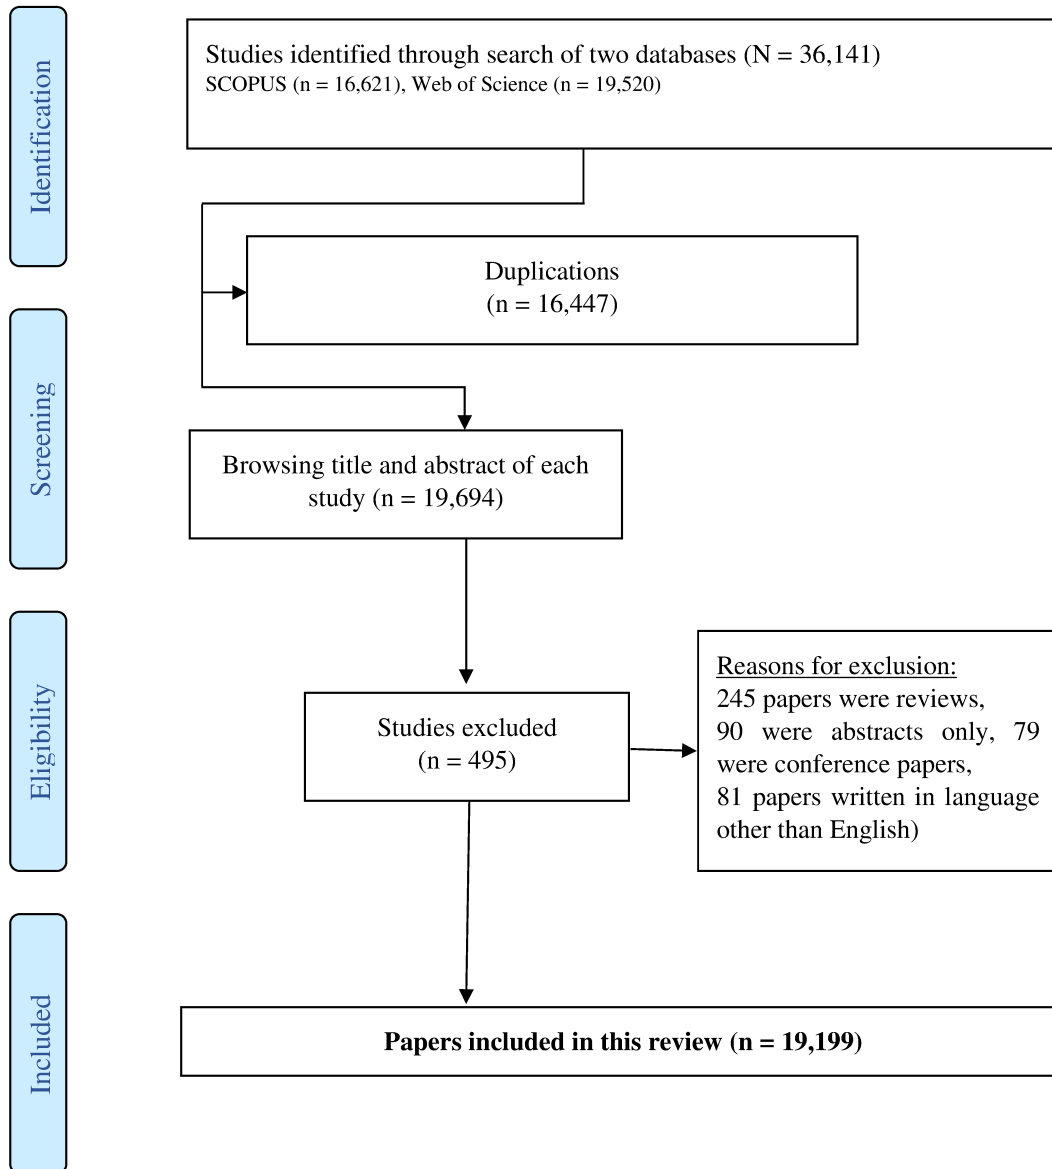 Identification
Studies identified through search of two databases (N = 36,141)
SCOPUS (n = 16,621), Web of Science (n = 19,520)
Duplications
(n = 16,447)
Screening
Browsing title and abstract of each
study (n = 19,694)
Eligibility
Studies excluded
(n = 495)
Reasons for exclusion:
245 papers were reviews,
90 were abstracts only, 79
were conference papers,
81 papers written in language
other than English)
Included
Papers included in this review (n = 19,199)